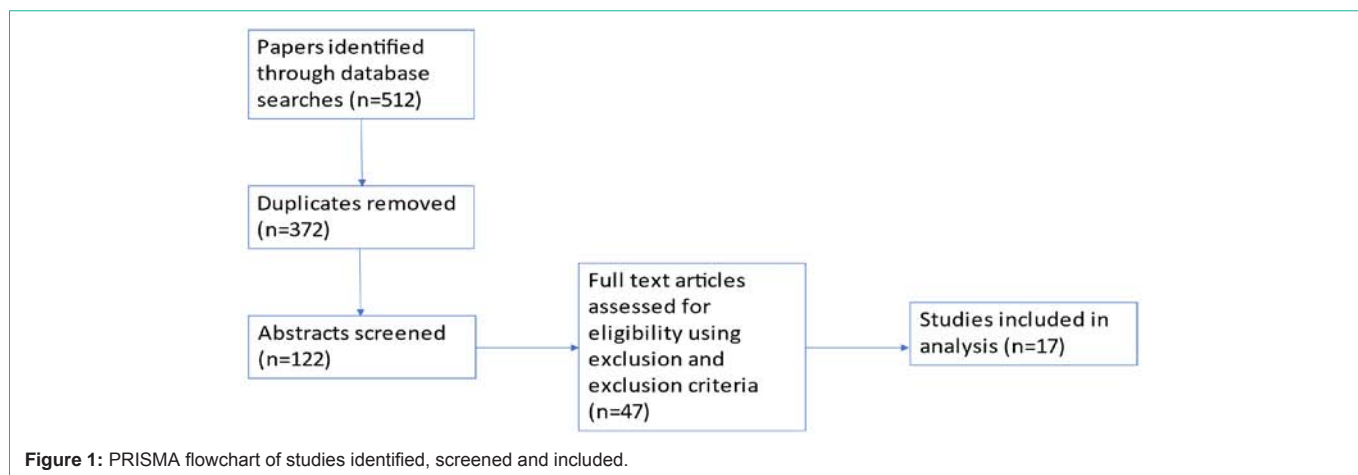 Papers identified
through database
searches (n=512)
Duplicates removed
(n=372)
Abstracts screened
(n=122)
Full text articles
assessed for
eligibility using
exclusion and
exclusion criteria
(n=47)
Studies included in
analysis (n=17)
Figure 1: PRISMA flowchart of studies identified, screened and included.